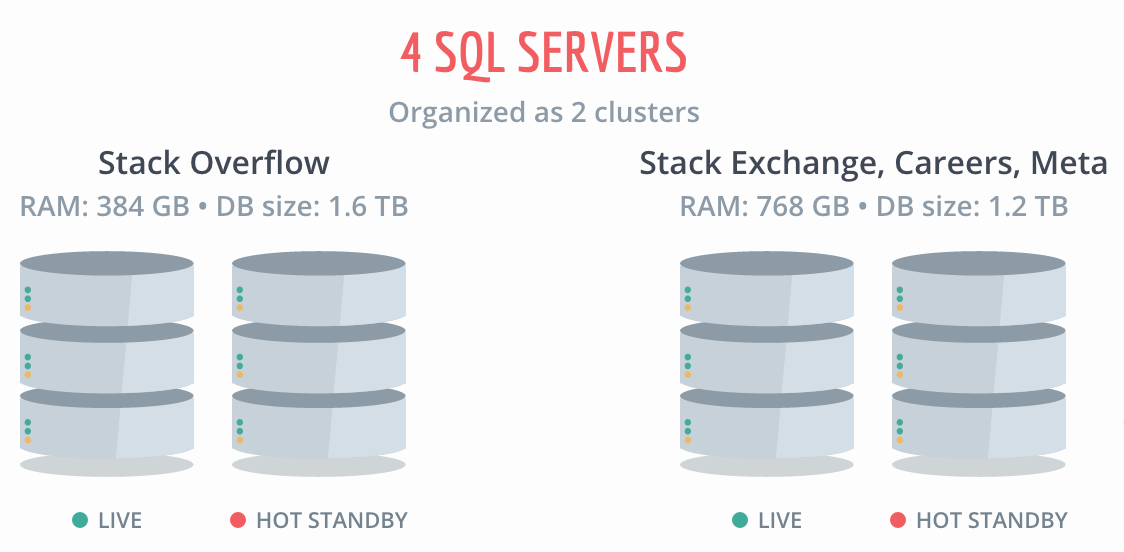 4 SQL SERVERS
Organized as 2 clusters
Stack Overflow
RAM: 384 GB • DB size: 1.6 TB
LIVE
HOT STANDBY
Stack Exchange, Careers, Meta
RAM: 768 GB • DB size: 1.2 TB
LIVE
HOT STANDBY